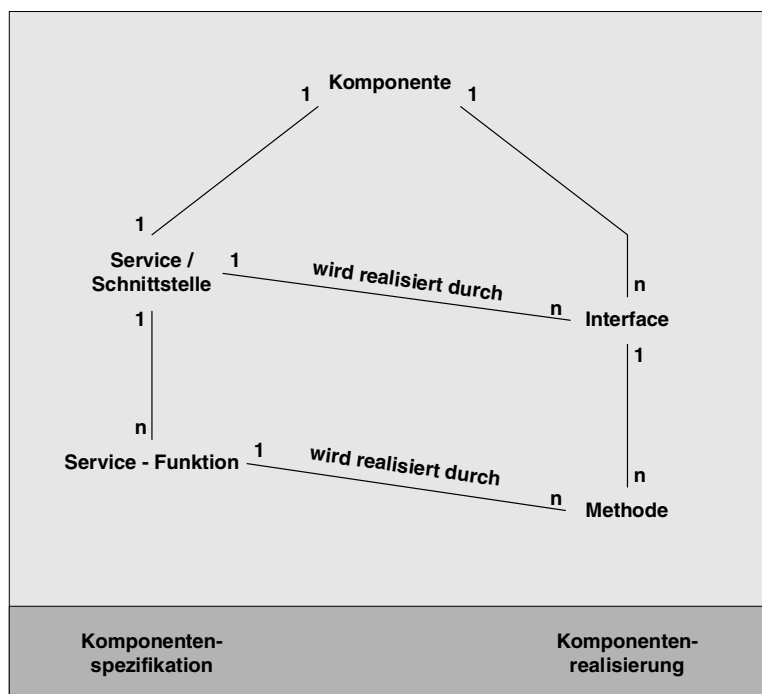 Komponente
1
1
1
Service /
Schnittstelle
1
wird realisiert durch
n
n
Interface
1
1
n
Service - Funktion
1
wird realisiert durch
n
n
Methode
Komponenten-
spezifikation
Komponenten-
realisierung